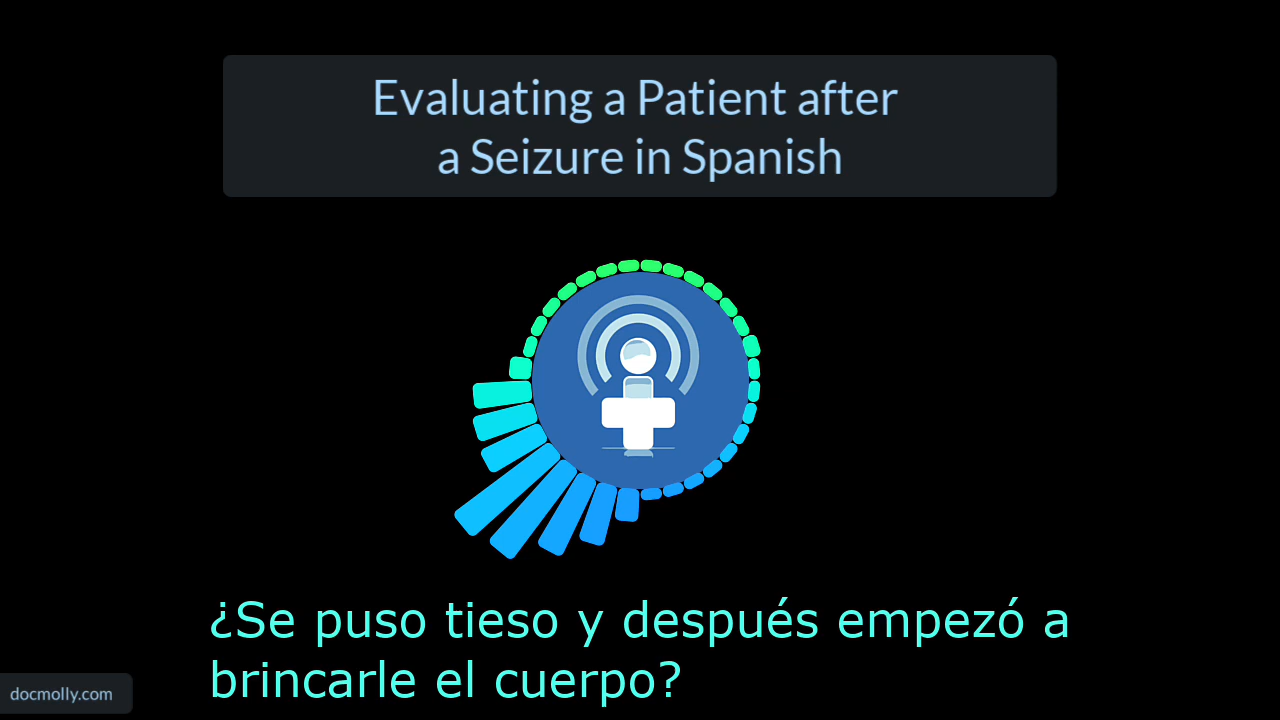 Evaluating a Patient after
a Seizure in Spanish
¿Se puso tieso y después empezó a
brincarle el cuerpo?
docmolly.com